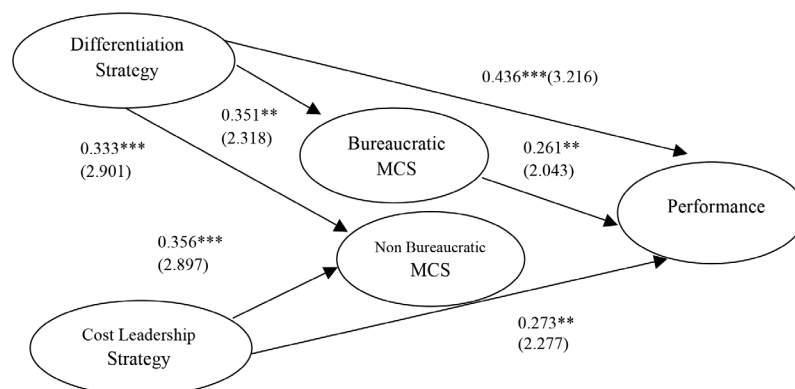 Differentiation
Strategy
0.436***(3.216)
0.351**
(2.318)
0.333***
(2.901)
Bureaucratic
MCS
0.261**
(2.043)
Performance
Non Bureaucratic
MCS
0.356***
(2.897)
Cost Leadership
Strategy
0.273**
(2.277)